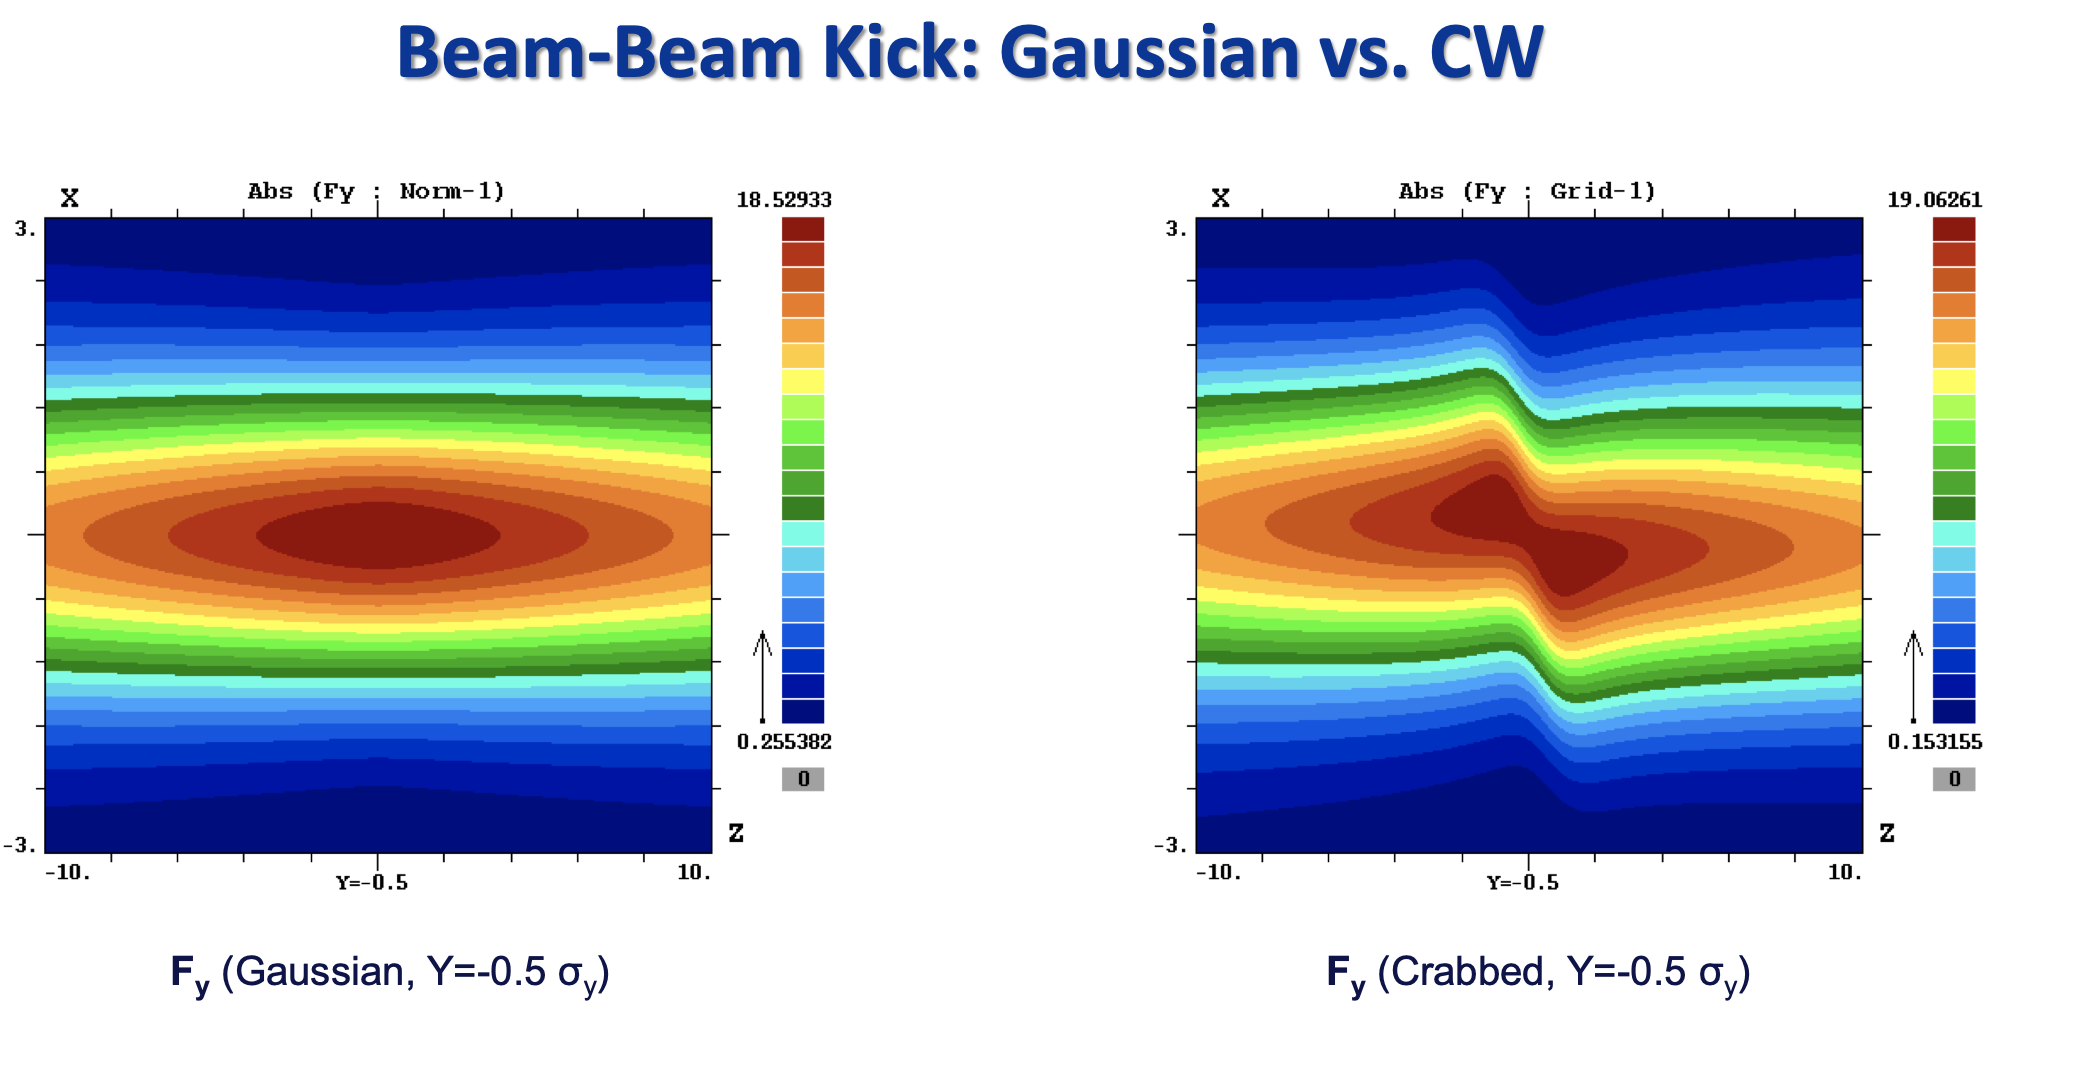 Beam-Beam Kick: Gaussian vs. CW
X
Abs (Fy : Norm-1)
18.52933
3.
-3.
-10.
Y=-0.5
10.
Z
0.255382
0
X
Abs (Fy : Grid-1)
19.06261
3.
-3.
-10.
Y=-0.5
10.
Z
0.153155
0
Fy (Gaussian, Y=-0.5 σy)
Fy (Crabbed, Y=-0.5 σy)